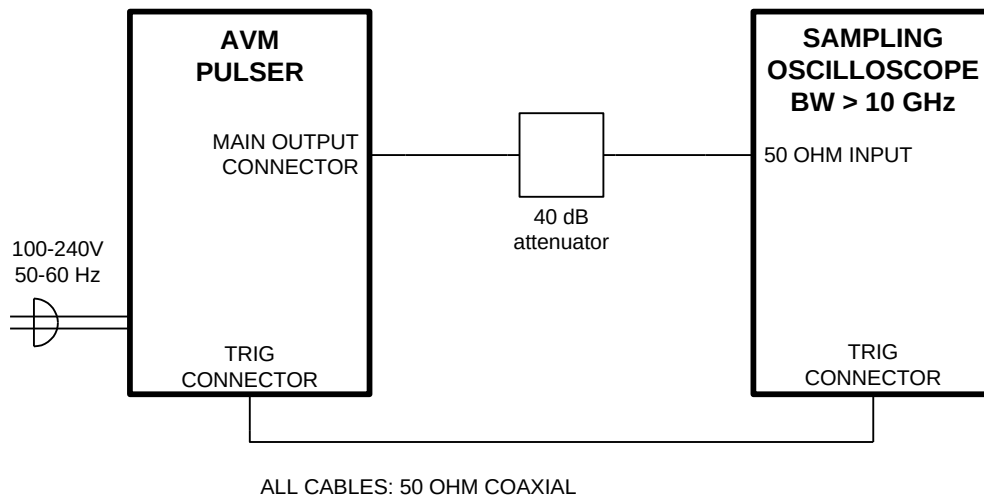 AVM
PULSER
MAIN OUTPUT
CONNECTOR
100-240V
50-60 Hz
TRIG
CONNECTOR
40 dB
attenuator
SAMPLING
OSCILLOSCOPE
BW > 10 GHz
50 OHM INPUT
TRIG
CONNECTOR
ALL CABLES: 50 OHM COAXIAL